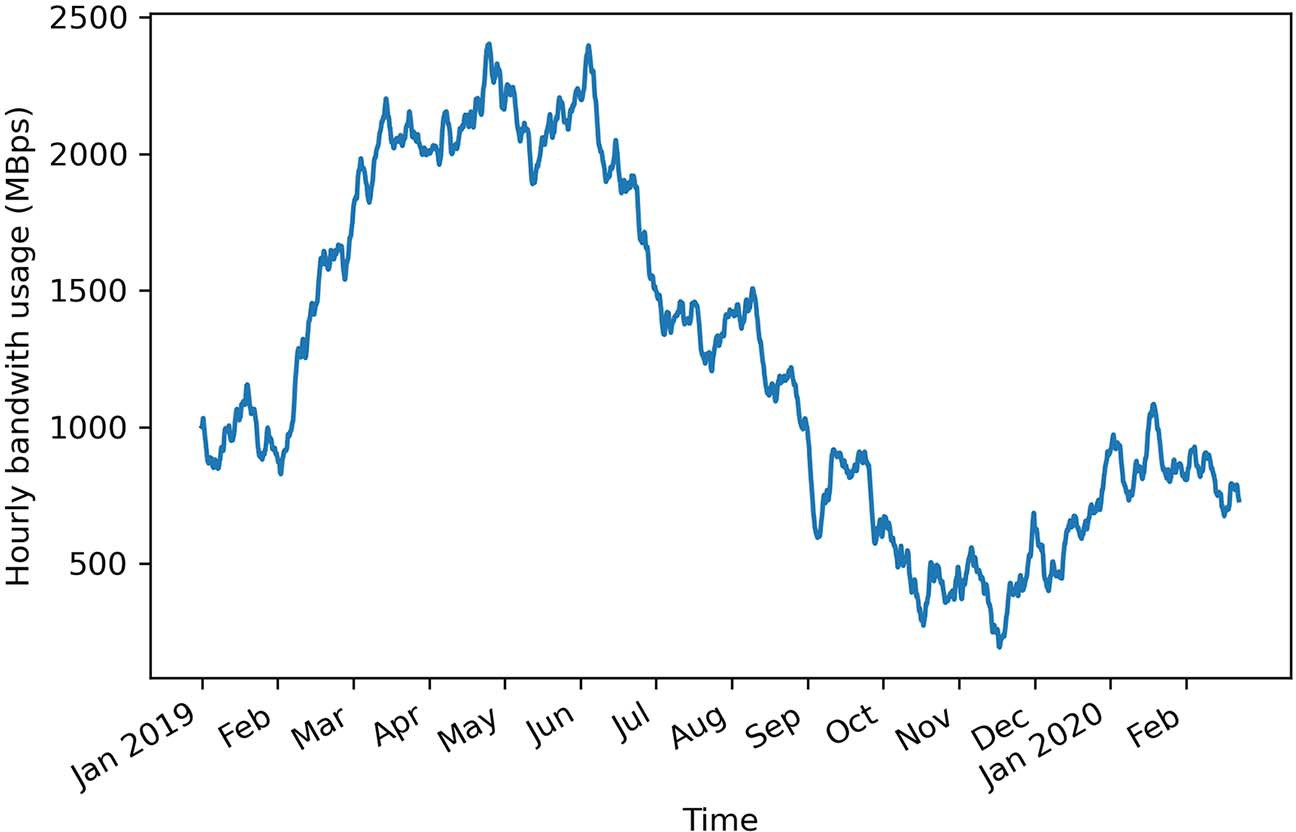 Hourly bandwith usage (MBps)
2500
2000
1500
1000
500
Jan 2019
Feb
Mar
Apr
May
Jun
Jul
Aug
Sep
Oct
Nov
Dec
Jan 2020
Feb
Time